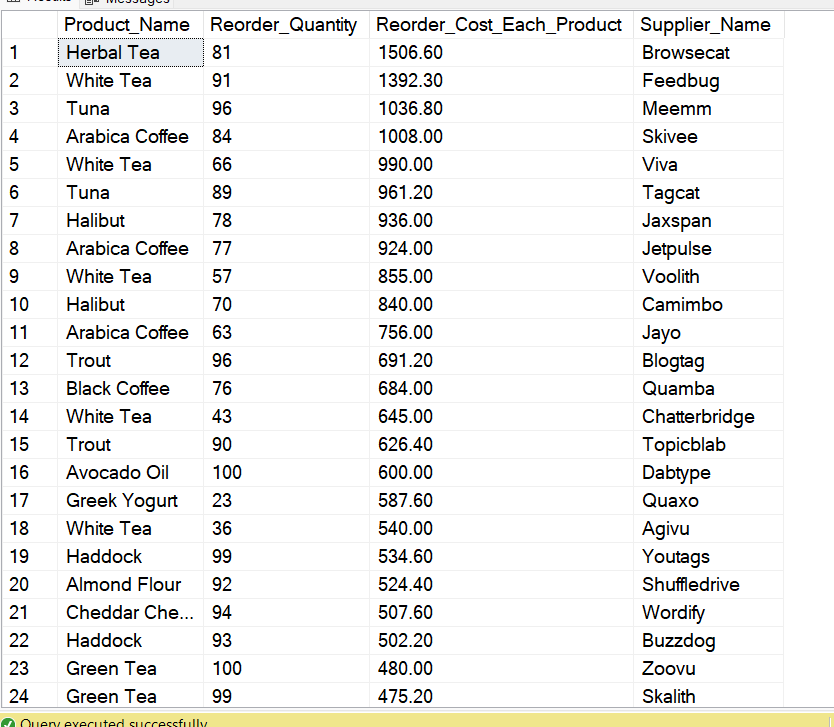 Results Messages
Product_Name Reorder_Quantity Reorder_Cost_Each_Product Supplier_Name
1 Herbal Tea 81 1506.60 Browsecat
2 White Tea 91 1392.30 Feedbug
3 Tuna 96 1036.80 Meemm
4 Arabica Coffee 84 1008.00 Skivee
5 White Tea 66 990.00 Viva
6 Tuna 89 961.20 Tagcat
7 Halibut 78 936.00 Jaxspan
8 Arabica Coffee 77 924.00 Jetpulse
9 White Tea 57 855.00 Voolith
10 Halibut 70 840.00 Camimbo
11 Arabica Coffee 63 756.00 Jayo
12 Trout 96 691.20 Blogtag
13 Black Coffee 76 684.00 Quamba
14 White Tea 43 645.00 Chatterbridge
15 Trout 90 626.40 Topicblab
16 Avocado Oil 100 600.00 Dabtype
17 Greek Yogurt 23 587.60 Quaxo
18 White Tea 36 540.00 Agivu
19 Haddock 99 534.60 Youtags
20 Almond Flour 92 524.40 Shuffledrive
21 Cheddar Che... 94 507.60 Wordify
22 Haddock 93 502.20 Buzzdog
23 Green Tea 100 480.00 Zoovu
24 Green Tea 99 475.20 Skalith
Query executed successfully